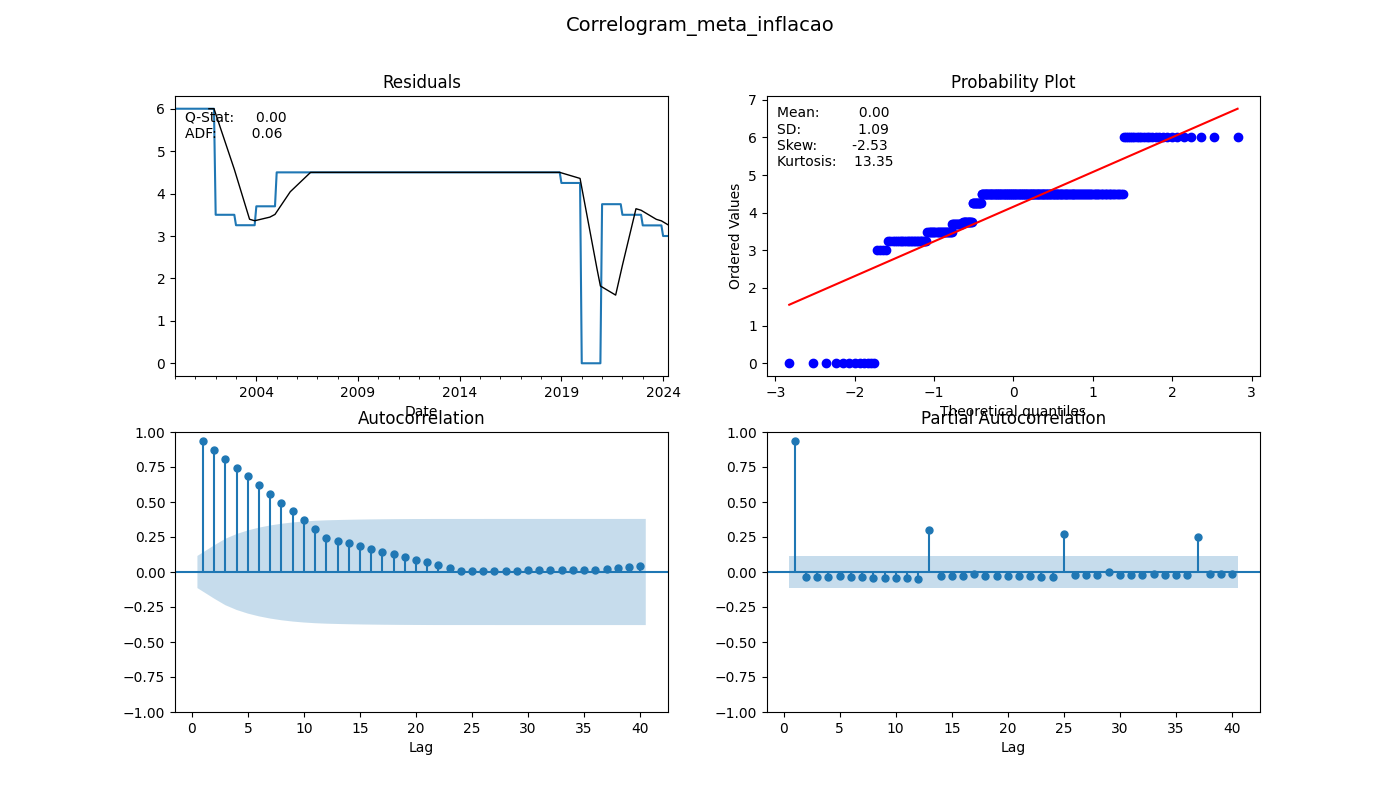 Correlogram_meta_inflacao
Residuals
6
5
4
3
2
1
0
Q-Stat: 0.00
ADF: 0.06
2004 2009 2014 2019 2024
Date
Probability Plot
7
6
5
4
3
2
1
0
Ordered Values
Mean: 0.00
SD: 1.09
Skew: -2.53
Kurtosis: 13.35
−3 −2 −1 0 1 2 3
Theoretical quantiles
Autocorrelation
1.00
0.75
0.50
0.25
0.00
−0.25
−0.50
−0.75
−1.00
0 5 10 15 20 25 30 35 40
Lag
Partial Autocorrelation
1.00
0.75
0.50
0.25
0.00
−0.25
−0.50
−0.75
−1.00
0 5 10 15 20 25 30 35 40
Lag